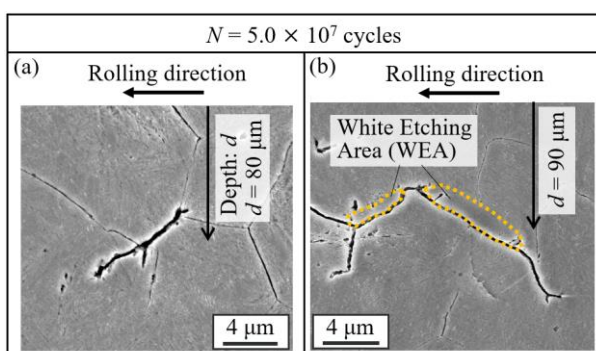 N = 5.0 × 10⁷ cycles
(a)
Rolling direction
Depth: d
d = 80 μm
4 μm
(b)
Rolling direction
White Etching
Area (WEA)
d = 90 μm
4 μm